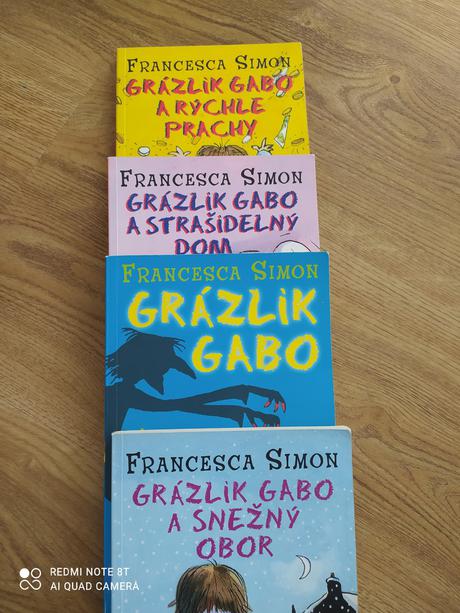 FRANCESCA SIMON
GRÁZLIK GABO
A RÝCHLE
PRACHY
FRANCESCA SIMON
GRÁZLIK GABO
A STRAŠIDELNÝ
DOM
FRANCESCA SIMON
GRÁZLIK
GABO
FRANCESCA SIMON
GRÁZLIK GABO
A SNEŽNÝ
OBOR
REDMI NOTE 8T
AI QUAD CAMERA